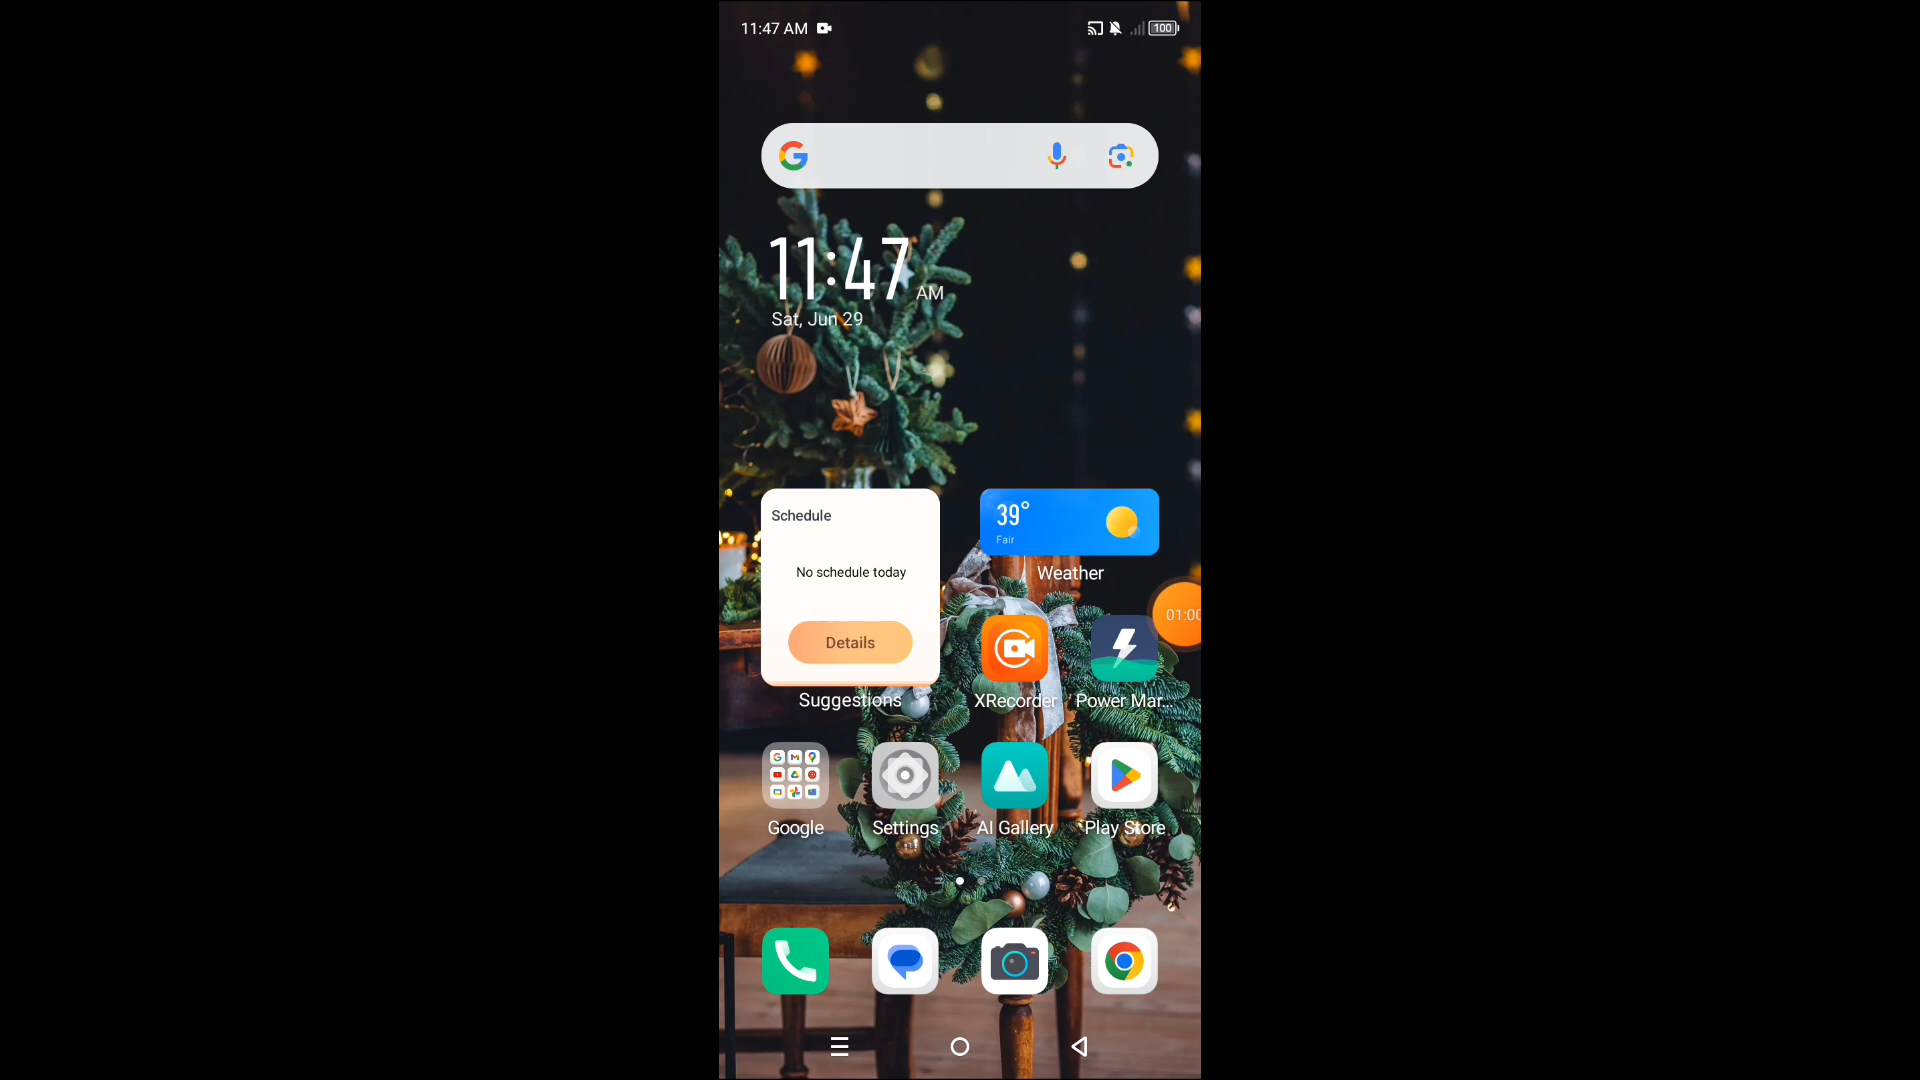 11:47 AM
100
11:47 AM
Sat, Jun 29
Schedule
No schedule today
Details
Suggestions
39°
Fair
Weather
01:00
XRecorder
Power Mar...
Google
Settings
AI Gallery
Play Store